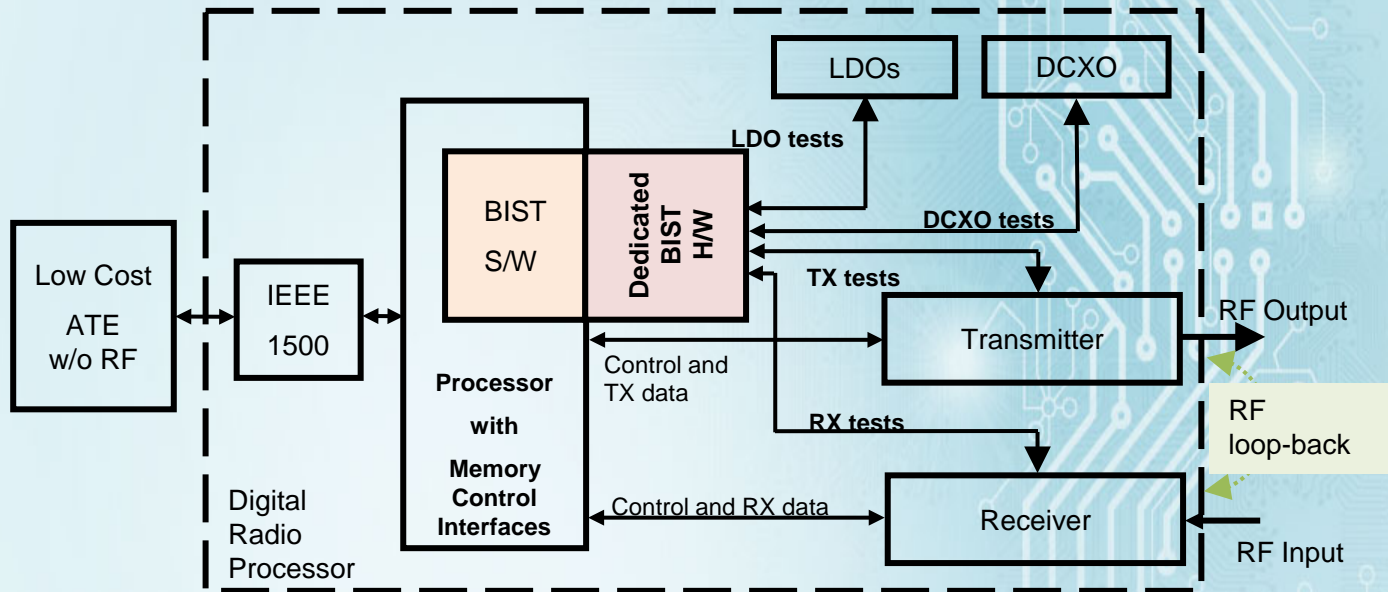 LDOs
DCXO
LDO tests
BIST
S/W
Dedicated
BIST
H/W
DCXO tests
Low Cost
ATE
w/o RF
IEEE
1500
TX tests
RF Output
Transmitter
Control and
TX data
Processor
with
Memory
Control
Interfaces
RF
loop-back
RX tests
Digital
Radio
Processor
Control and RX data
Receiver
RF Input